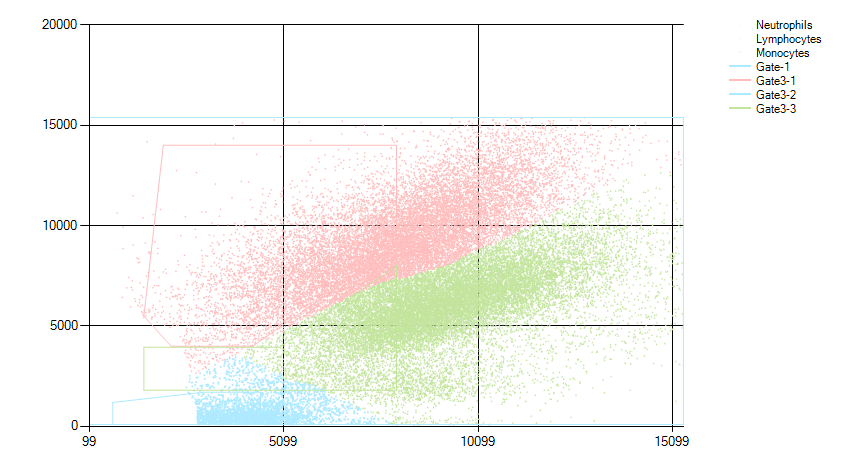 20000
15000
10000
5000
0
99
5099
10099
15099
Neutrophils
Lymphocytes
Monocytes
Gate-1
Gate3-1
Gate3-2
Gate3-3